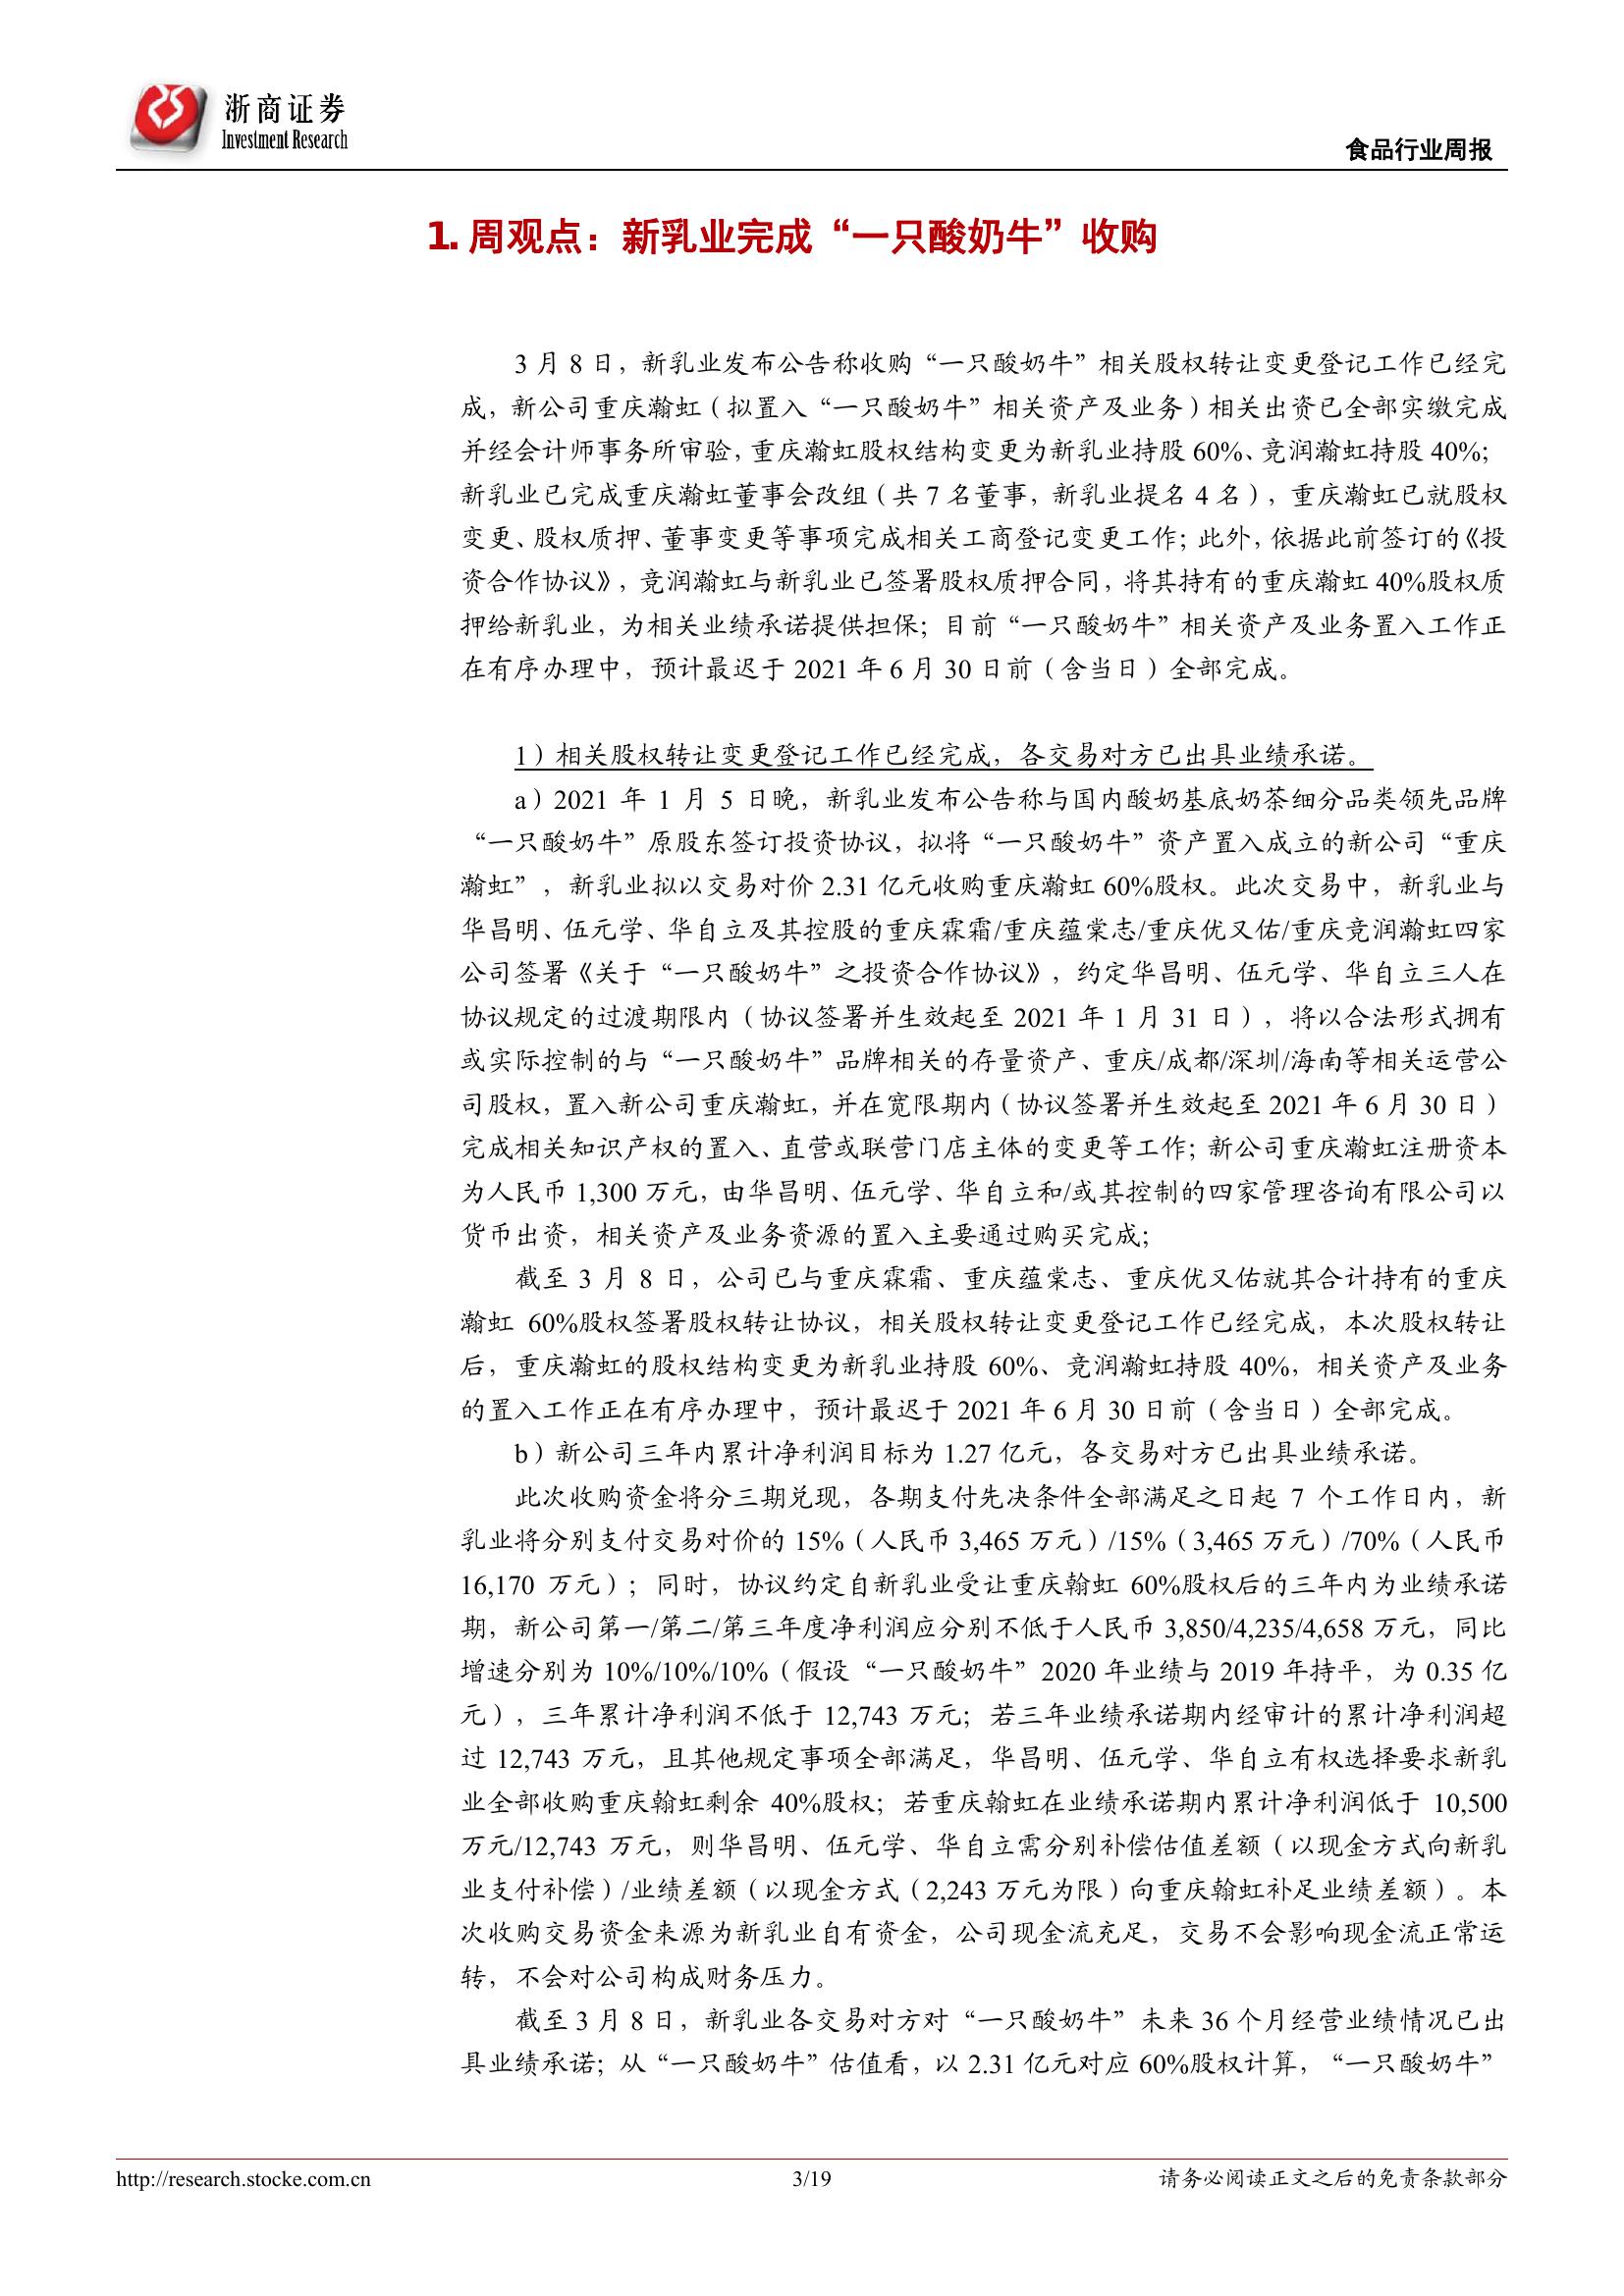 浙商证券
Investment Research
食品行业周报
1. 周观点：新乳业完成“一只酸奶牛”收购
3 月 8 日，新乳业发布公告称收购“一只酸奶牛”相关股权转让变更登记工作已经完
成，新公司重庆瀚虹（拟置入“一只酸奶牛”相关资产及业务）相关出资已全部实缴完成
并经会计师事务所审验，重庆瀚虹股权结构变更为新乳业持股 60%、竞润瀚虹持股 40%；
新乳业已完成重庆瀚虹董事会改组（共 7 名董事，新乳业提名 4 名），重庆瀚虹已就股权
变更、股权质押、董事变更等事项完成相关工商登记变更工作；此外，依据此前签订的《投
资合作协议》，竞润瀚虹与新乳业已签署股权质押合同，将其持有的重庆瀚虹 40%股权质
押给新乳业，为相关业绩承诺提供担保；目前“一只酸奶牛”相关资产及业务置入工作正
在有序办理中，预计最迟于 2021 年 6 月 30 日前（含当日）全部完成。
1）相关股权转让变更登记工作已经完成，各交易对方已出具业绩承诺。
a）2021 年 1 月 5 日晚，新乳业发布公告称与国内酸奶基底奶茶细分品类领先品牌
“一只酸奶牛”原股东签订投资协议，拟将“一只酸奶牛”资产置入成立的新公司“重庆
瀚虹”，新乳业拟以交易对价 2.31 亿元收购重庆瀚虹 60%股权。此次交易中，新乳业与
华昌明、伍元学、华自立及其控股的重庆霖霜/重庆蕴棠志/重庆优又佑/重庆竞润瀚虹四家
公司签署《关于“一只酸奶牛”之投资合作协议》，约定华昌明、伍元学、华自立三人在
协议规定的过渡期限内（协议签署并生效起至 2021 年 1 月 31 日），将以合法形式拥有
或实际控制的与“一只酸奶牛”品牌相关的存量资产、重庆/成都/深圳/海南等相关运营公
司股权，置入新公司重庆瀚虹，并在宽限期内（协议签署并生效起至 2021 年 6 月 30 日）
完成相关知识产权的置入、直营或联营门店主体的变更等工作；新公司重庆瀚虹注册资本
为人民币 1,300 万元，由华昌明、伍元学、华自立和/或其控制的四家管理咨询有限公司以
货币出资，相关资产及业务资源的置入主要通过购买完成；
截至 3 月 8 日，公司已与重庆霖霜、重庆蕴棠志、重庆优又佑就其合计持有的重庆
瀚虹 60%股权签署股权转让协议，相关股权转让变更登记工作已经完成，本次股权转让
后，重庆瀚虹的股权结构变更为新乳业持股 60%、竞润瀚虹持股 40%，相关资产及业务
的置入工作正在有序办理中，预计最迟于 2021 年 6 月 30 日前（含当日）全部完成。
b）新公司三年内累计净利润目标为 1.27 亿元，各交易对方已出具业绩承诺。
此次收购资金将分三期兑现，各期支付先决条件全部满足之日起 7 个工作日内，新
乳业将分别支付交易对价的 15%（人民币 3,465 万元）/15%（3,465 万元）/70%（人民币
16,170 万元）；同时，协议约定自新乳业受让重庆翰虹 60%股权后的三年内为业绩承诺
期，新公司第一/第二/第三年度净利润应分别不低于人民币 3,850/4,235/4,658 万元，同比
增速分别为 10%/10%/10%（假设“一只酸奶牛”2020 年业绩与 2019 年持平，为 0.35 亿
元），三年累计净利润不低于 12,743 万元；若三年业绩承诺期内经审计的累计净利润超
过 12,743 万元，且其他规定事项全部满足，华昌明、伍元学、华自立有权选择要求新乳
业全部收购重庆翰虹剩余 40%股权；若重庆翰虹在业绩承诺期内累计净利润低于 10,500
万元/12,743 万元，则华昌明、伍元学、华自立需分别补偿估值差额（以现金方式向新乳
业支付补偿）/业绩差额（以现金方式（2,243 万元为限）向重庆翰虹补足业绩差额）。本
次收购交易资金来源为新乳业自有资金，公司现金流充足，交易不会影响现金流正常运
转，不会对公司构成财务压力。
截至 3 月 8 日，新乳业各交易对方对“一只酸奶牛”未来 36 个月经营业绩情况已出
具业绩承诺；从“一只酸奶牛”估值看，以 2.31 亿元对应 60%股权计算，“一只酸奶牛”
http://research.stocke.com.cn
3/19
请务必阅读正文之后的免责条款部分